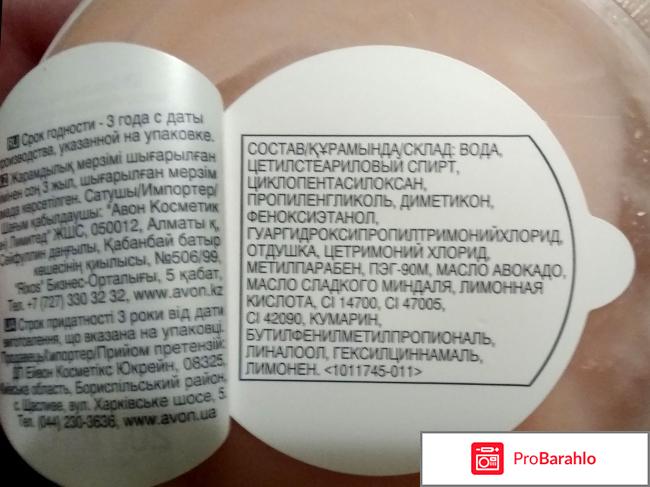 RU Срок годности - 3 года с даты
производства, указанной на упаковке.
Қарамдылық мерзімі шығарылған
күнінен соң 3 жыл, шығарылған мерзім
қаптамада көрсетілген. Сатушы/Импортер/
Шағым қабылдаушы: "Авон Косметик
Лимитед" ЖШС, 050012, Алматы қ,
Сейфуллин даңғылы, Қабанбай батыр
көшесінің қиылысы, №506/99,
"Rixos" Бизнес-Орталығы, 5 қабат,
Тел. +7 (727) 330 32 32, www.avon.kz
Строк придатності 3 роки від дати
виготовлення, що вказана на упаковці.
Продавець/Імпортер/Прийом претензій:
ДП Ейвон Косметікс Юкрейн, 08325,
Київська область, Бориспільський район,
с. Щасливе, вул. Харківське шосе, 5.
Тел. (044) 230-3636, www.avon.ua
СОСТАВ/ҚҰРАМЫНДА/СКЛАД: ВОДА,
ЦЕТИЛСТЕАРИЛОВЫЙ СПИРТ,
ЦИКЛОПЕНТАСИЛОКСАН,
ПРОПИЛЕНГЛИКОЛЬ, ДИМЕТИКОН,
ФЕНОКСИЭТАНОЛ,
ГУАРГИДРОКСИПРОПИЛТРИМОНИЙХЛОРИД,
ОТДУШКА, ЦЕТРИМОНИЙ ХЛОРИД,
МЕТИЛПАРАБЕН, ПЭГ-90М, МАСЛО АВОКАДО,
МАСЛО СЛАДКОГО МИНДАЛЯ, ЛИМОННАЯ
КИСЛОТА, CI 14700, CI 47005,
CI 42090, КУМАРИН,
БУТИЛФЕНИЛМЕТИЛПРОПИОНАЛЬ,
ЛИНАЛООЛ, ГЕКСИЛЦИННАМАЛЬ,
ЛИМОНЕН. <1011745-011>
ProBarahlo